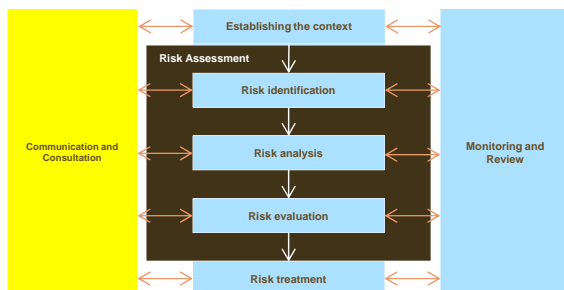 Establishing the context
Risk Assessment
Risk identification
Communication and
Consultation
Risk analysis
Monitoring and
Review
Risk evaluation
Risk treatment